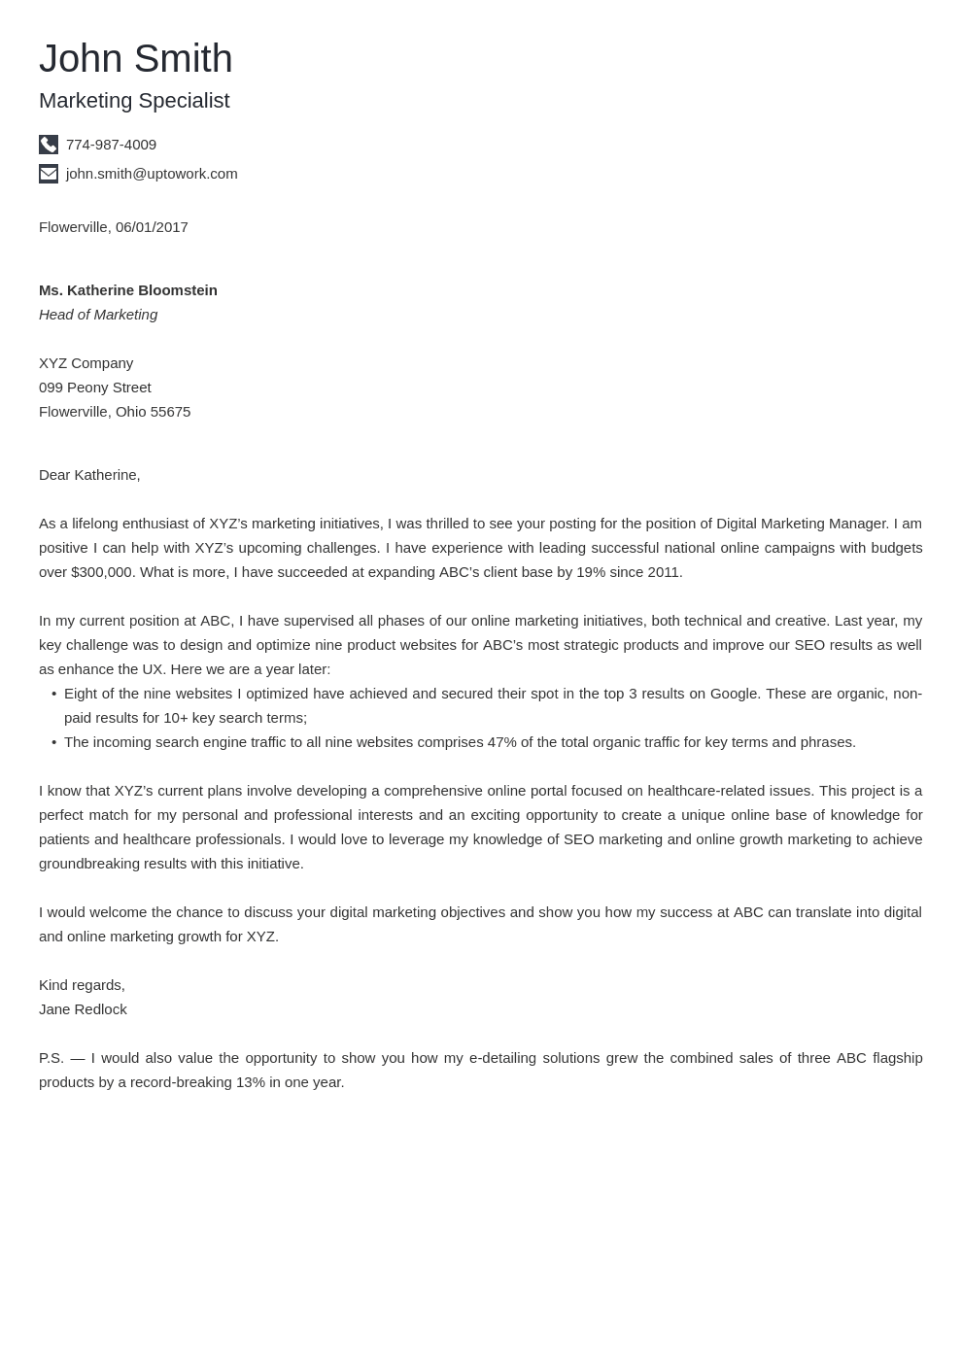 John Smith
Marketing Specialist
774-987-4009
john.smith@uptowork.com
Flowerville, 06/01/2017
Ms. Katherine Bloomstein
Head of Marketing
XYZ Company
099 Peony Street
Flowerville, Ohio 55675
Dear Katherine,
As a lifelong enthusiast of XYZ’s marketing initiatives, I was thrilled to see your posting for the position of Digital Marketing Manager. I am
positive I can help with XYZ’s upcoming challenges. I have experience with leading successful national online campaigns with budgets
over $300,000. What is more, I have succeeded at expanding ABC’s client base by 19% since 2011.
In my current position at ABC, I have supervised all phases of our online marketing initiatives, both technical and creative. Last year, my
key challenge was to design and optimize nine product websites for ABC’s most strategic products and improve our SEO results as well
as enhance the UX. Here we are a year later:
• Eight of the nine websites I optimized have achieved and secured their spot in the top 3 results on Google. These are organic, non-
paid results for 10+ key search terms;
• The incoming search engine traffic to all nine websites comprises 47% of the total organic traffic for key terms and phrases.
I know that XYZ’s current plans involve developing a comprehensive online portal focused on healthcare-related issues. This project is a
perfect match for my personal and professional interests and an exciting opportunity to create a unique online base of knowledge for
patients and healthcare professionals. I would love to leverage my knowledge of SEO marketing and online growth marketing to achieve
groundbreaking results with this initiative.
I would welcome the chance to discuss your digital marketing objectives and show you how my success at ABC can translate into digital
and online marketing growth for XYZ.
Kind regards,
Jane Redlock
P.S. — I would also value the opportunity to show you how my e-detailing solutions grew the combined sales of three ABC flagship
products by a record-breaking 13% in one year.